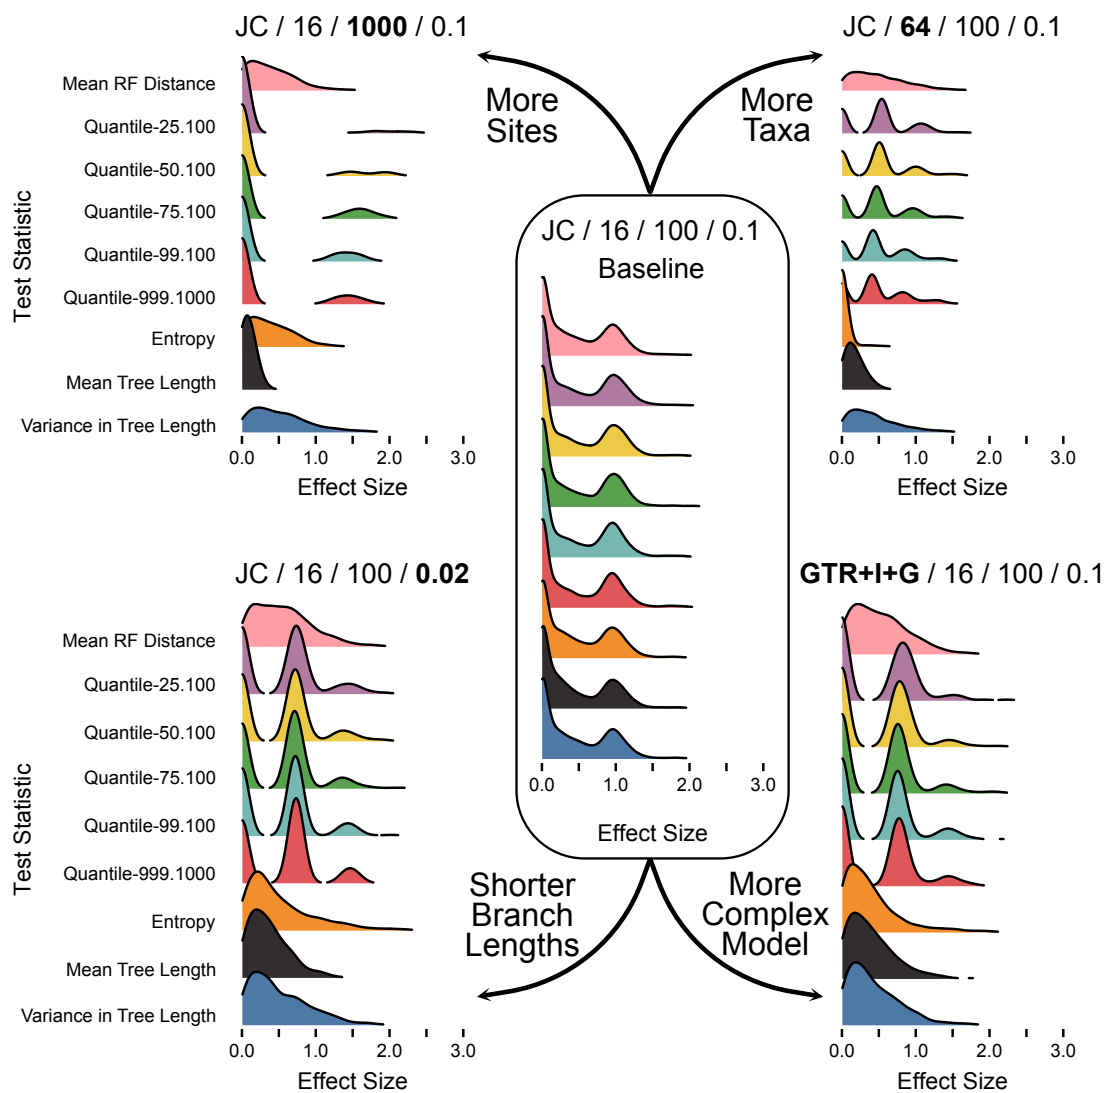 JC / 16 / 1000 / 0.1
JC / 64 / 100 / 0.1
Test Statistic
Mean RF Distance
Quantile-25.100
Quantile-50.100
Quantile-75.100
Quantile-99.100
Quantile-999.1000
Entropy
Mean Tree Length
Variance in Tree Length
0.0 1.0 2.0 3.0
Effect Size
More
Sites
More
Taxa
0.0 1.0 2.0 3.0
Effect Size
JC / 16 / 100 / 0.1
Baseline
0.0 1.0 2.0 3.0
Effect Size
JC / 16 / 100 / 0.02
GTR+I+G / 16 / 100 / 0.1
Test Statistic
Mean RF Distance
Quantile-25.100
Quantile-50.100
Quantile-75.100
Quantile-99.100
Quantile-999.1000
Entropy
Mean Tree Length
Variance in Tree Length
0.0 1.0 2.0 3.0
Effect Size
Shorter
Branch
Lengths
More
Complex
Model
0.0 1.0 2.0 3.0
Effect Size